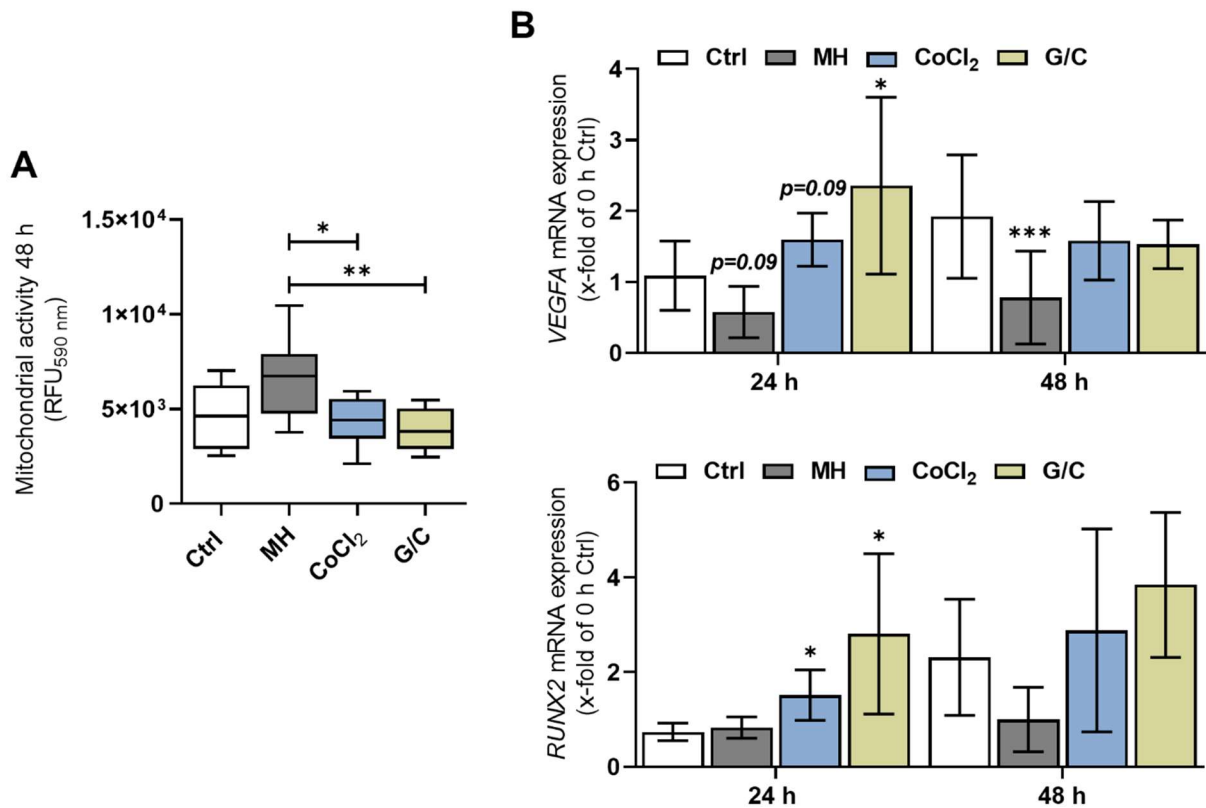 A
Mitochondrial activity 48 h
(RFU590 nm)
1.5×10⁴
1×10⁴
5×10³
0
*
**
Ctrl
MH
CoCl₂
G/C
B
Ctrl MH CoCl₂ G/C
VEGFA mRNA expression
(x-fold of 0 h Ctrl)
4
3
2
1
0
p=0.09
p=0.09
*
***
24 h 48 h
Ctrl MH CoCl₂ G/C
RUNX2 mRNA expression
(x-fold of 0 h Ctrl)
6
4
2
0
*
*
24 h 48 h